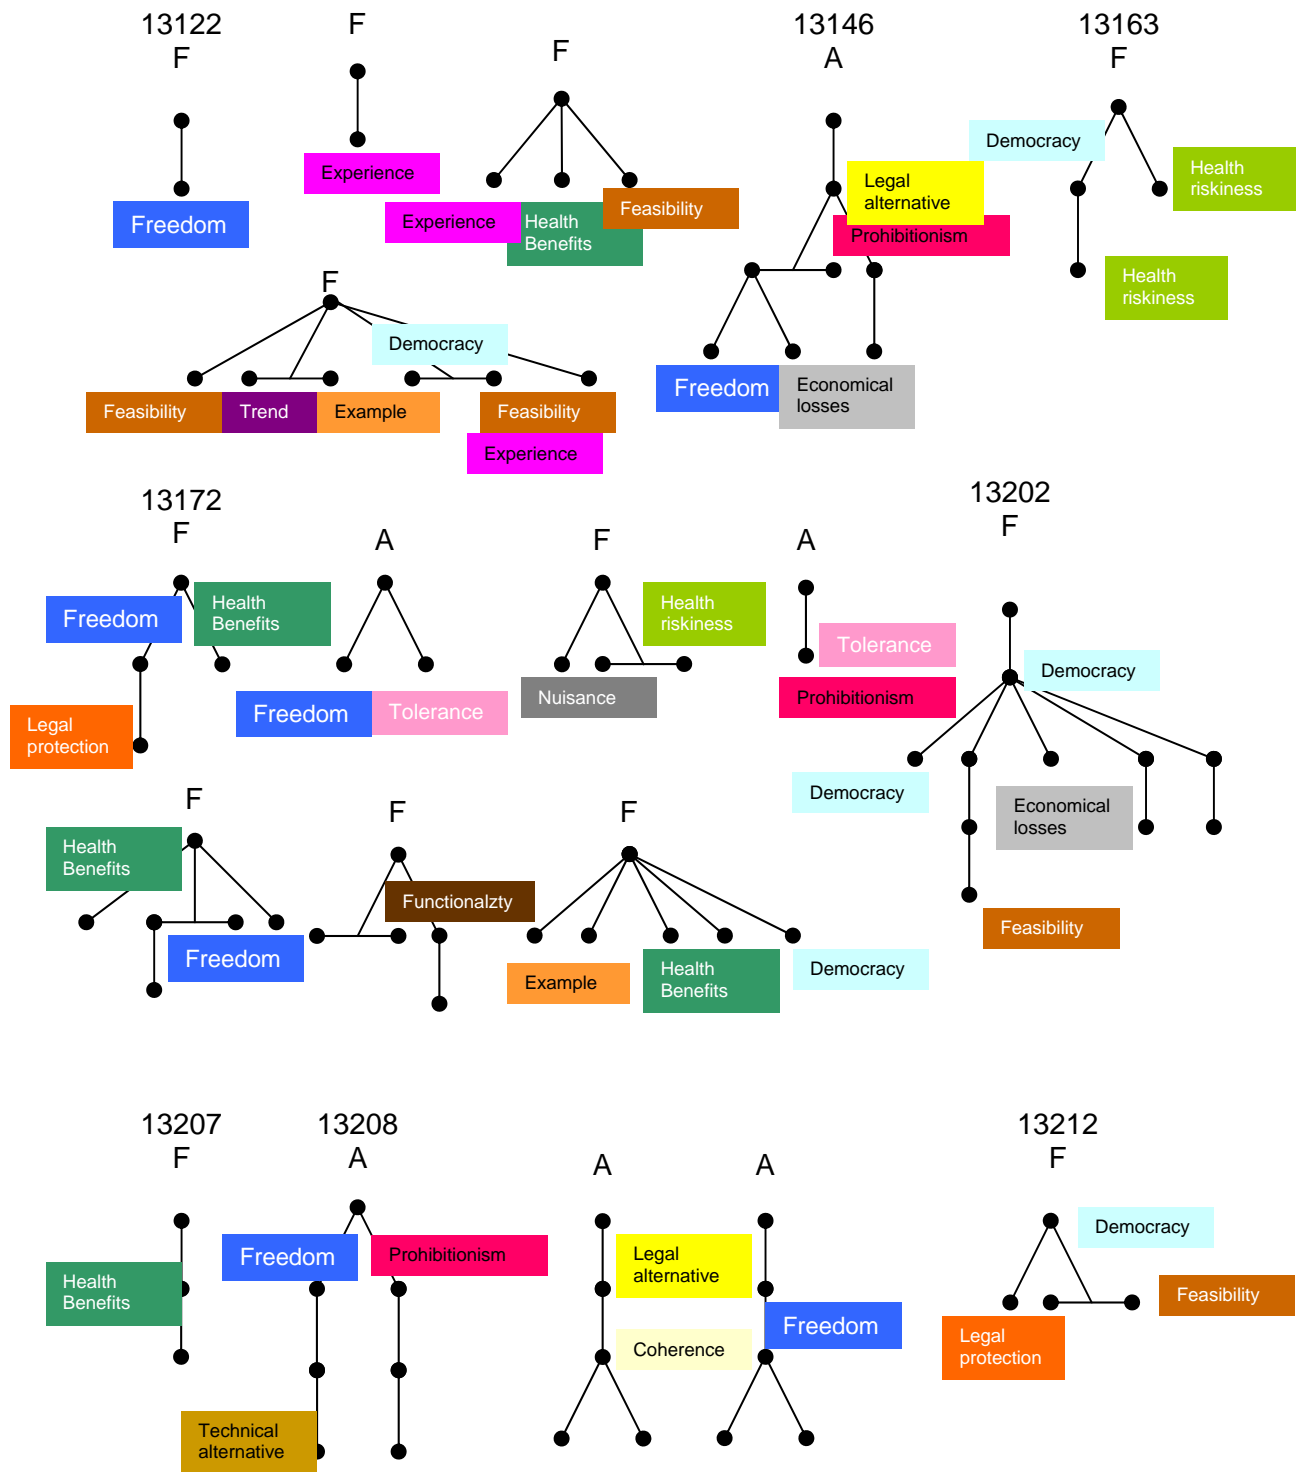 13122
F
F
F
13146
A
13163
F
Experience
Freedom
Experience
Health
Benefits
Feasibility
Legal
alternative
Prohibitionism
Democracy
Health
riskiness
Health
riskiness
F
Democracy
Feasibility
Trend
Example
Feasibility
Experience
Freedom
Economical
losses
13172
F
A
F
A
13202
F
Freedom
Health
Benefits
Legal
protection
Freedom
Tolerance
Health
riskiness
Nuisance
Tolerance
Prohibitionism
Democracy
Democracy
Economical
losses
Feasibility
F
F
F
Health
Benefits
Freedom
Functionalzty
Example
Health
Benefits
Democracy
13207
F
13208
A
A
A
13212
F
Health
Benefits
Freedom
Prohibitionism
Technical
alternative
Legal
alternative
Coherence
Freedom
Democracy
Feasibility
Legal
protection